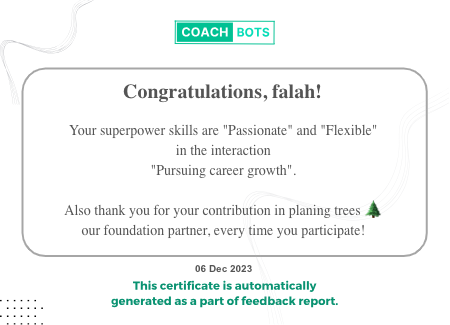 COACH BOTS
Congratulations, falah!
Your superpower skills are "Passionate" and "Flexible"
in the interaction
"Pursuing career growth".
Also thank you for your contribution in planing trees 🌲
our foundation partner, every time you participate!
06 Dec 2023
This certificate is automatically
generated as a part of feedback report.